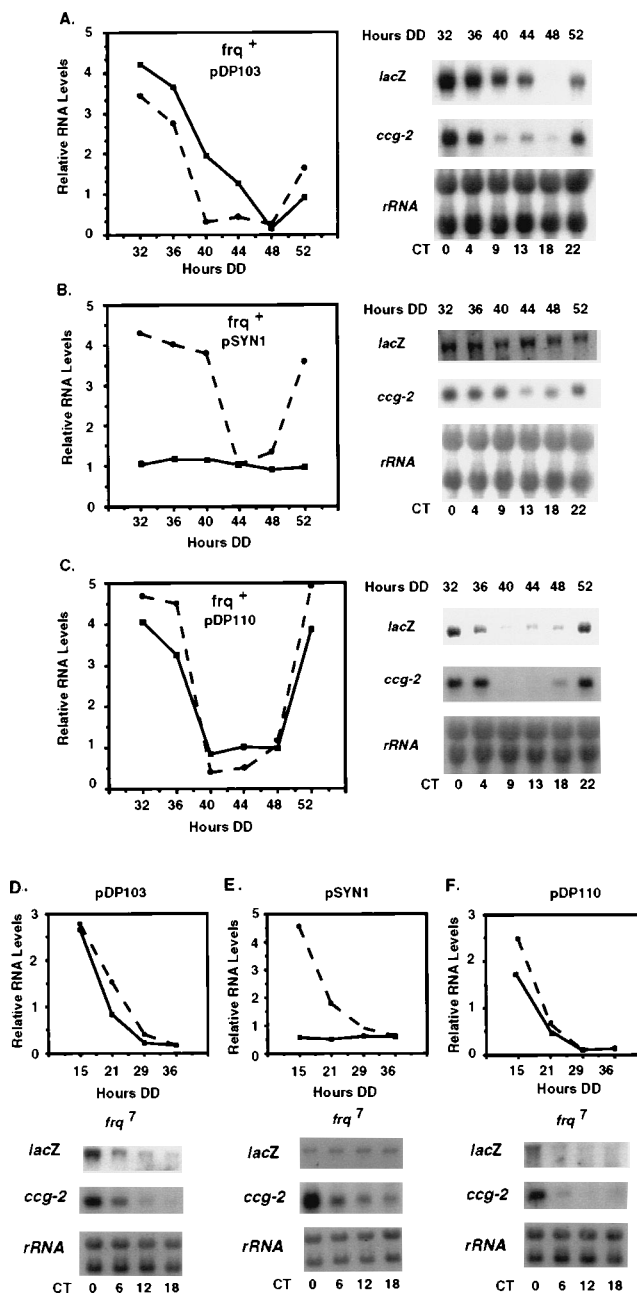 A.
frq +
pDP103
Relative RNA Levels
5
4
3
2
1
0
32 36 40 44 48 52
Hours DD
Hours DD 32 36 40 44 48 52
lacZ
ccg-2
rRNA
CT 0 4 9 13 18 22
B.
frq +
pSYN1
Relative RNA Levels
5
4
3
2
1
0
32 36 40 44 48 52
Hours DD
Hours DD 32 36 40 44 48 52
lacZ
ccg-2
rRNA
CT 0 4 9 13 18 22
C.
frq +
pDP110
Relative RNA Levels
5
4
3
2
1
0
32 36 40 44 48 52
Hours DD
Hours DD 32 36 40 44 48 52
lacZ
ccg-2
rRNA
CT 0 4 9 13 18 22
D.
pDP103
Relative RNA Levels
3
2
1
0
15 21 29 36
Hours DD
frq 7
lacZ
ccg-2
rRNA
CT 0 6 12 18
E.
pSYN1
Relative RNA Levels
5
4
3
2
1
0
15 21 29 36
Hours DD
frq 7
lacZ
ccg-2
rRNA
CT 0 6 12 18
F.
pDP110
Relative RNA Levels
3
2
1
0
15 21 29 36
Hours DD
frq 7
lacZ
ccg-2
rRNA
CT 0 6 12 18